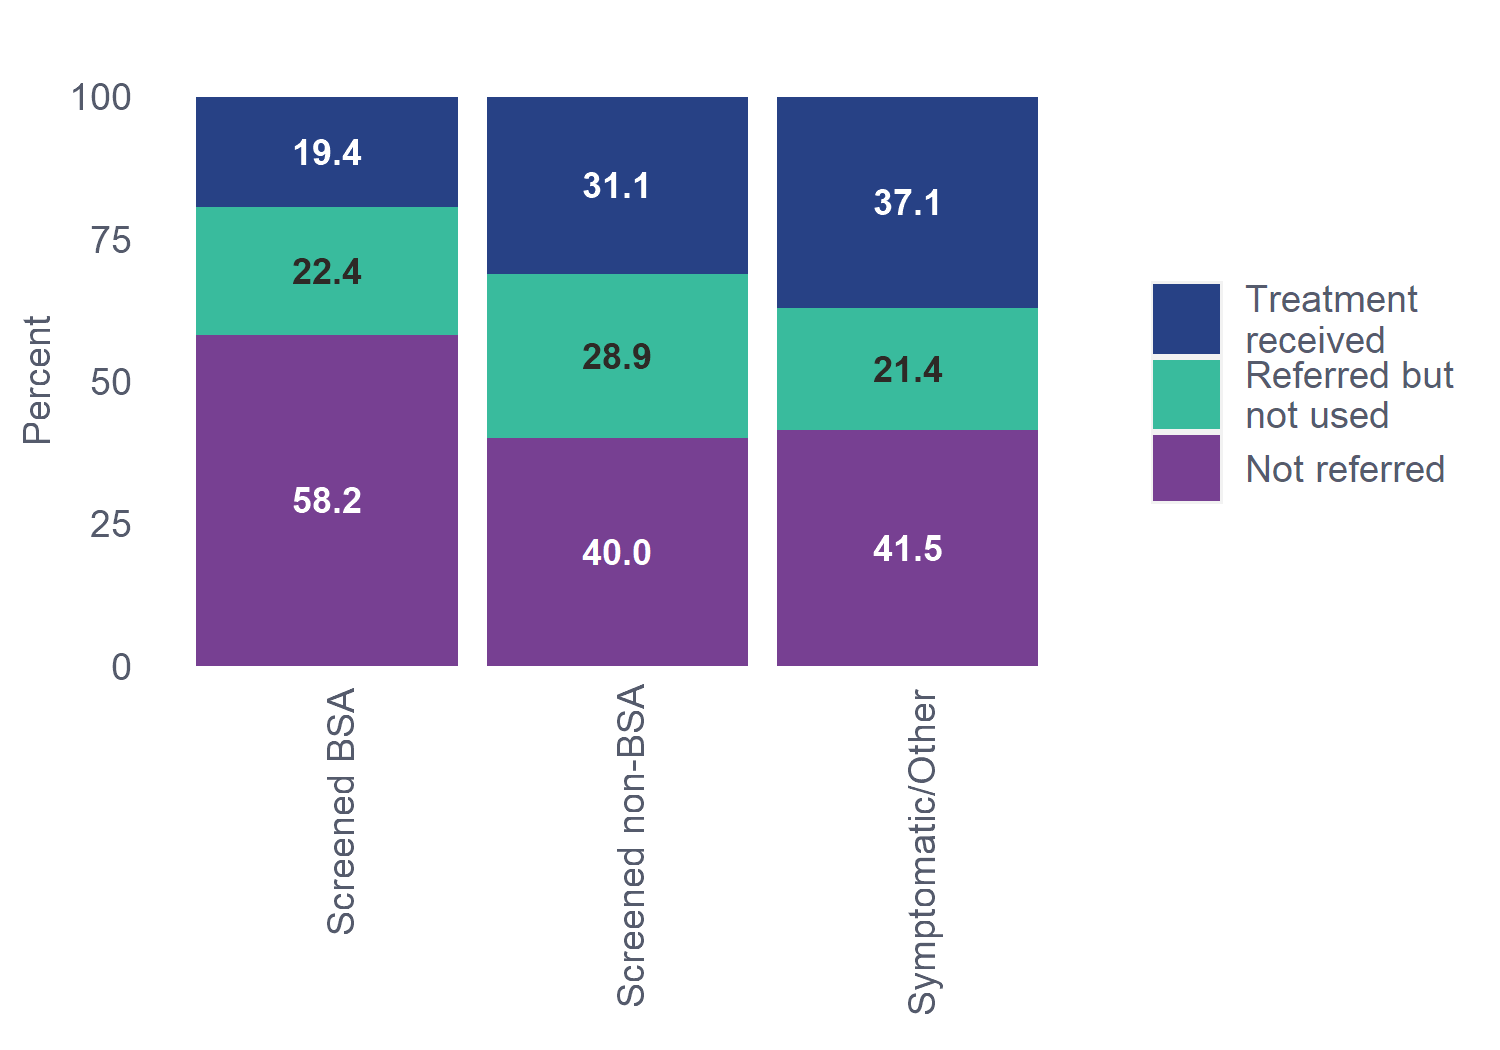 Percent
100
75
50
25
0
19.4
22.4
58.2
31.1
28.9
40.0
37.1
21.4
41.5
Screened BSA
Screened non-BSA
Symptomatic/Other
Treatment
received
Referred but
not used
Not referred